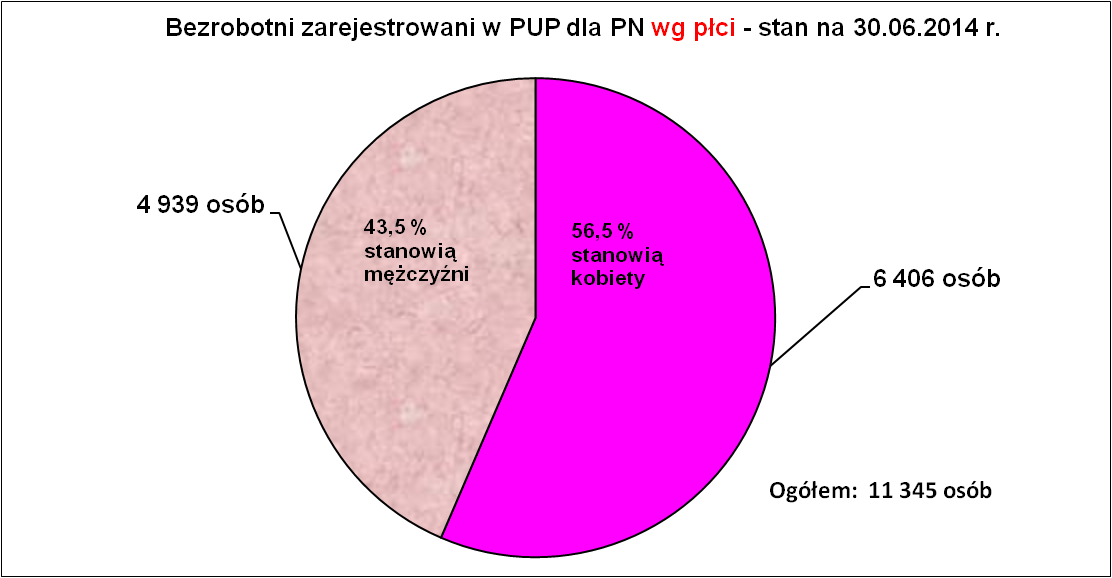 Bezrobotni zarejestrowani w PUP dla PN wg płci - stan na 30.06.2014 r.
4 939 osób
43,5 %
stanowią
mężczyźni
56,5 %
stanowią
kobiety
6 406 osób
Ogółem: 11 345 osób